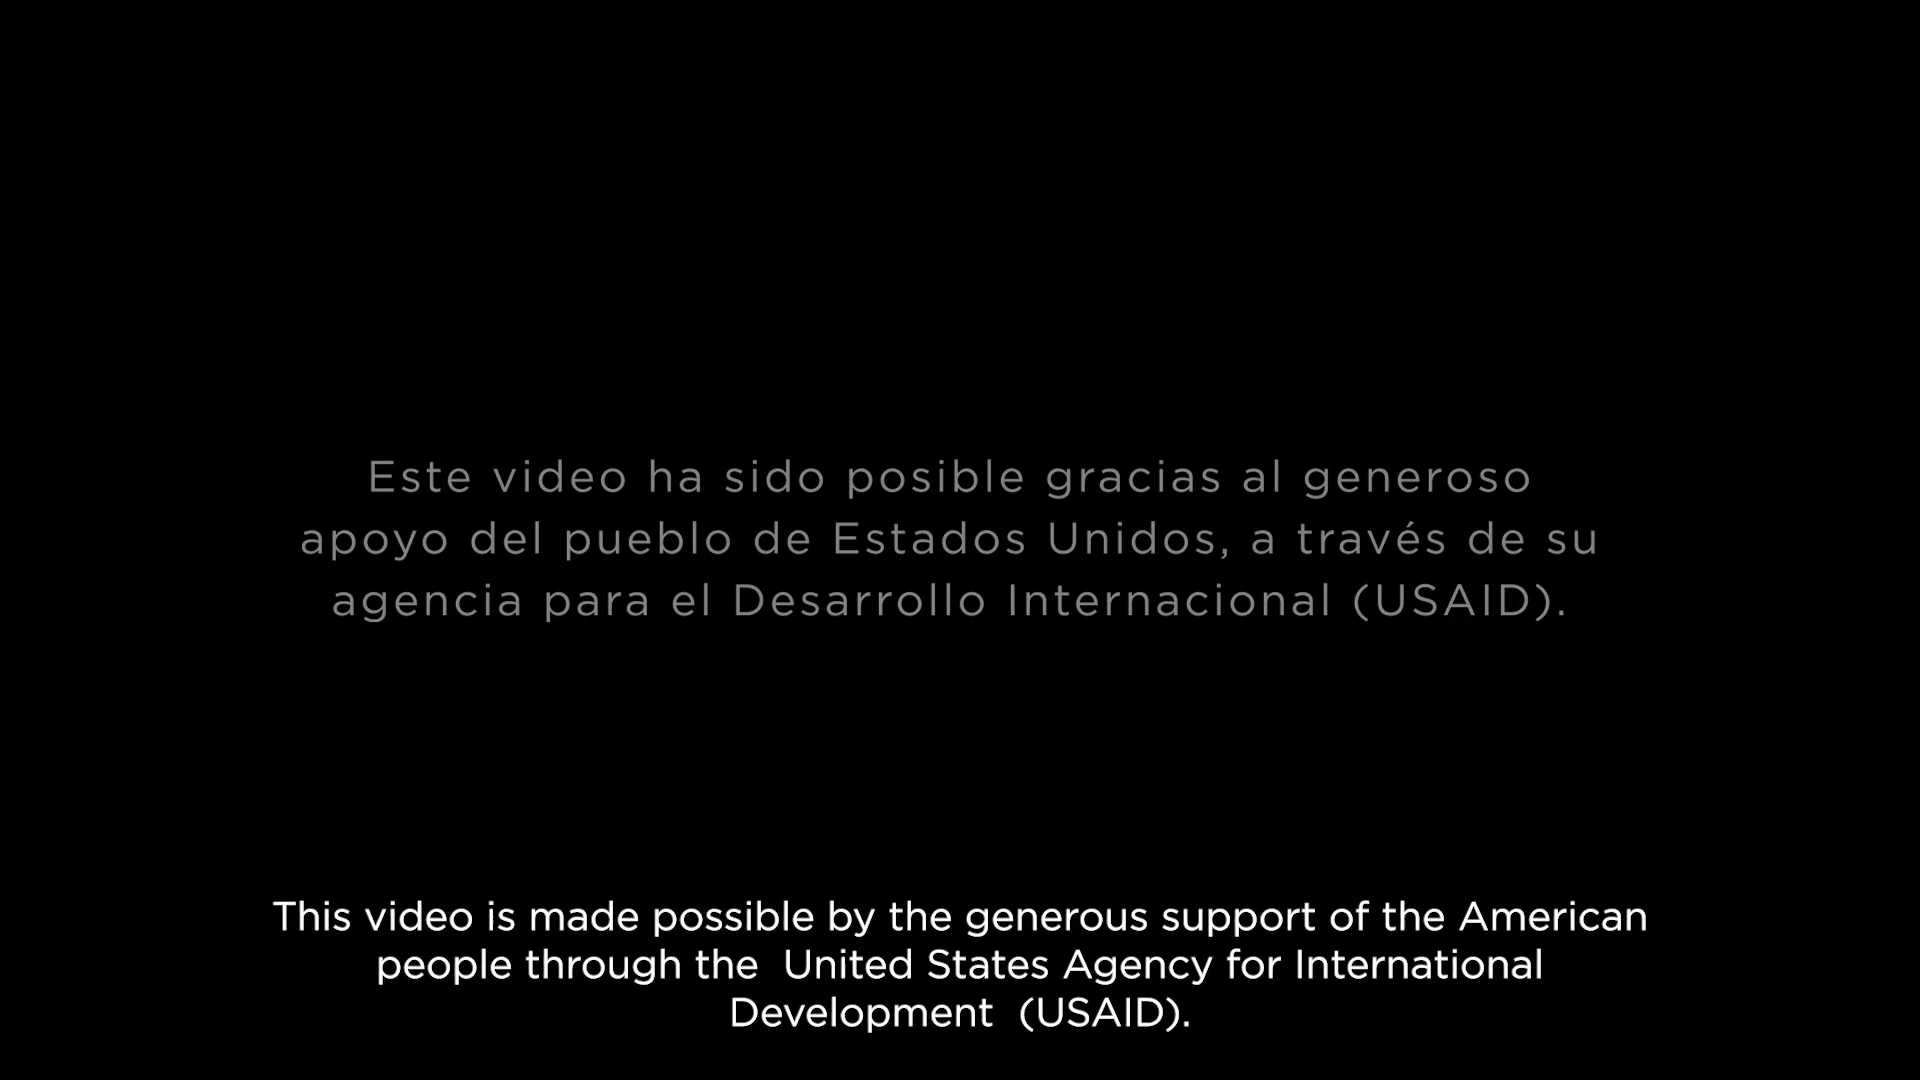 Este video ha sido posible gracias al generoso
apoyo del pueblo de Estados Unidos, a través de su
agencia para el Desarrollo Internacional (USAID).
This video is made possible by the generous support of the American
people through the  United States Agency for International
Development  (USAID).